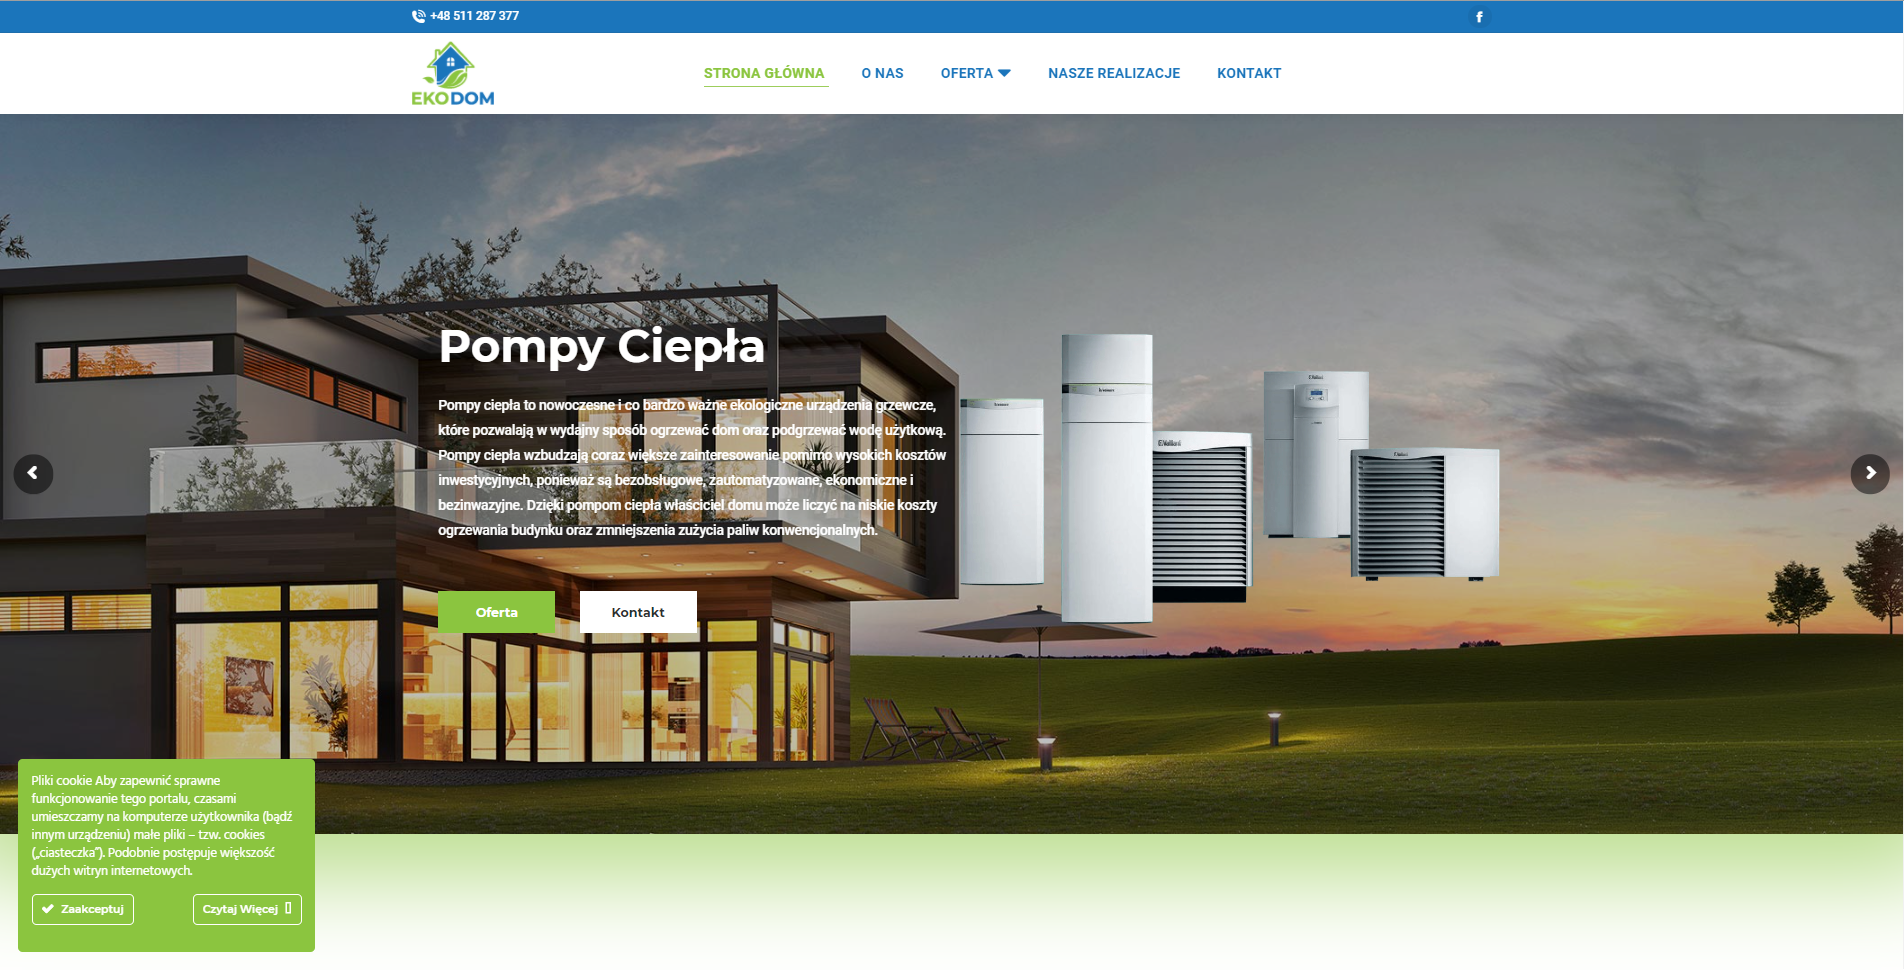 +48 511 287 377
EKODOM
STRONA GŁÓWNA
O NAS
OFERTA
NASZE REALIZACJE
KONTAKT
Pompy Ciepła
Pompy ciepła to nowoczesne i co bardzo ważne ekologiczne urządzenia grzewcze,
które pozwalają w wydajny sposób ogrzewać dom oraz podgrzewać wodę użytkową.
Pompy ciepła wzbudzają coraz większe zainteresowanie pomimo wysokich kosztów
inwestycyjnych, ponieważ są bezobsługowe, zautomatyzowane, ekonomiczne i
bezinwazyjne. Dzięki pompom ciepła właściciel domu może liczyć na niskie koszty
ogrzewania budynku oraz zmniejszenia zużycia paliw konwencjonalnych.
Oferta
Kontakt
Vaillant
Pliki cookie Aby zapewnić sprawne
funkcjonowanie tego portalu, czasami
umieszczamy na komputerze użytkownika (bądź
innym urządzeniu) małe pliki – tzw. cookies
(„ciasteczka”). Podobnie postępuje większość
dużych witryn internetowych.
Zaakceptuj
Czytaj Więcej